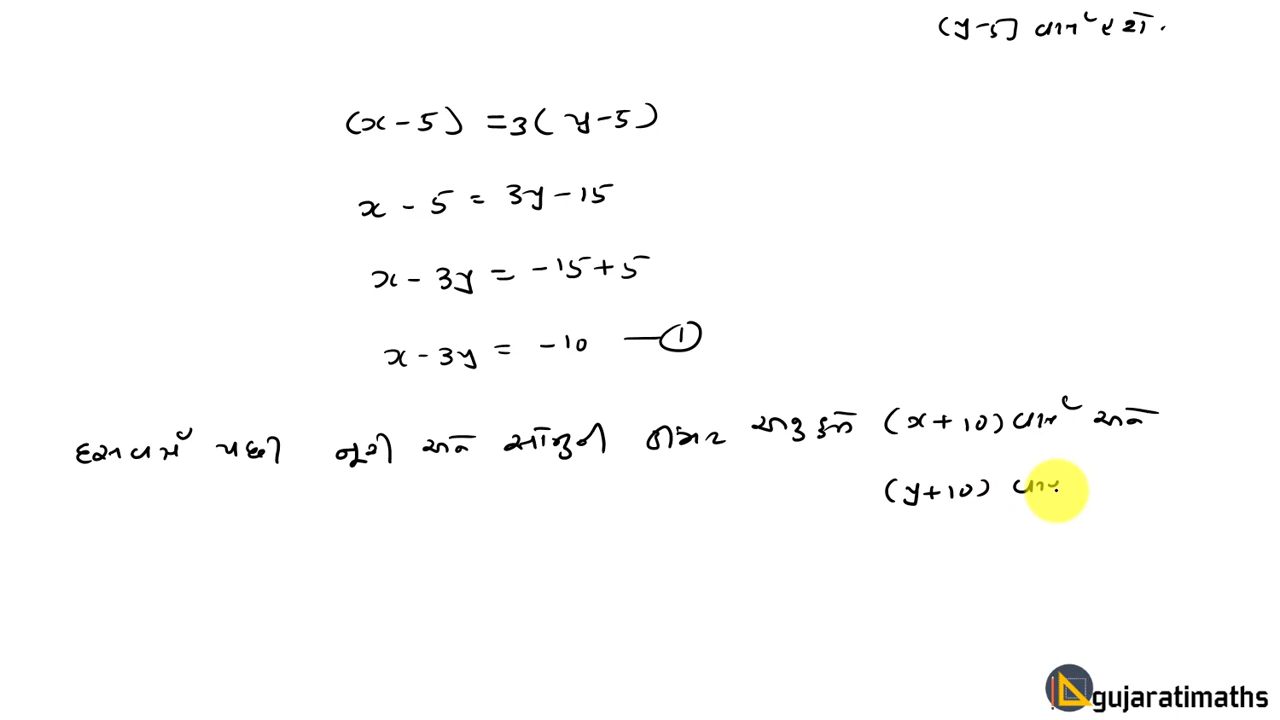 (y-5) વર્ષ હશે.
(x-5) = 3(y-5)
x - 5 = 3y - 15
x - 3y = -15 + 5
x - 3y = -10 —①
દસ વર્ષ પછી નૂરી અને સોનુની ઉંમર અનુક્રમે (x+10) વર્ષ અને
(y+10) વર્ષ
gujaratimaths